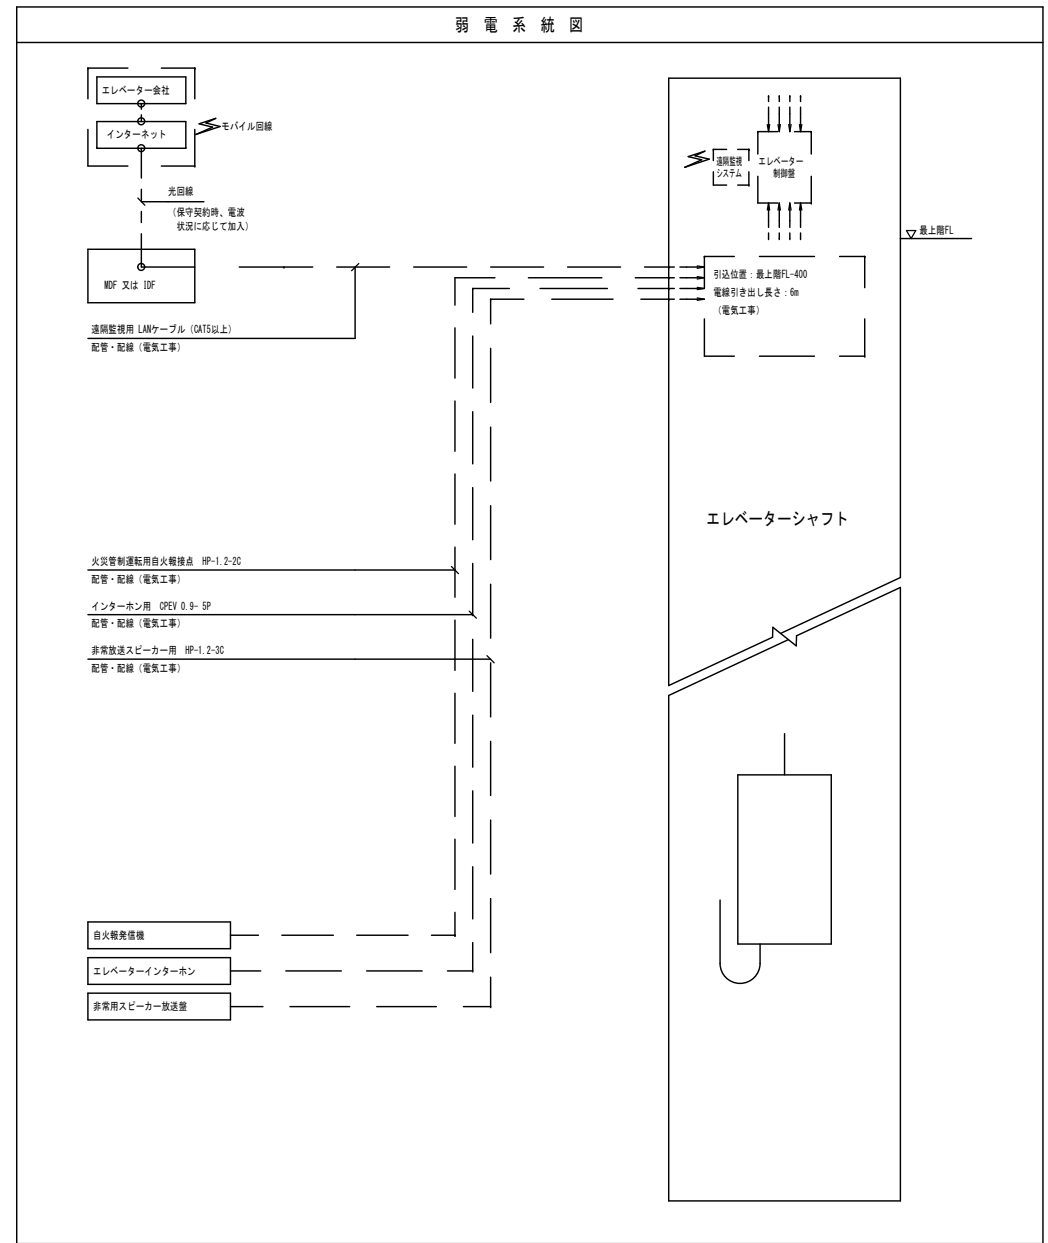 弱電系統図
エレベーター会社
インターネット
モバイル回線
光回線
(保守契約時、電波
状況に応じて加入)
MDF 又は IDF
遠隔監視用 LANケーブル (CAT5以上)
配管・配線 (電気工事)
遠隔監視
システム
エレベーター
制御盤
最上階FL
引込位置：最上階FL-400
電線引き出し長さ：6m
(電気工事)
エレベーターシャフト
火災管制運転用自火報接点 HP-1.2-2C
配管・配線 (電気工事)
インターホン用 CPEV 0.9- 5P
配管・配線 (電気工事)
非常放送スピーカー用 HP-1.2-3C
配管・配線 (電気工事)
自火報発信機
エレベーターインターホン
非常用スピーカー放送盤